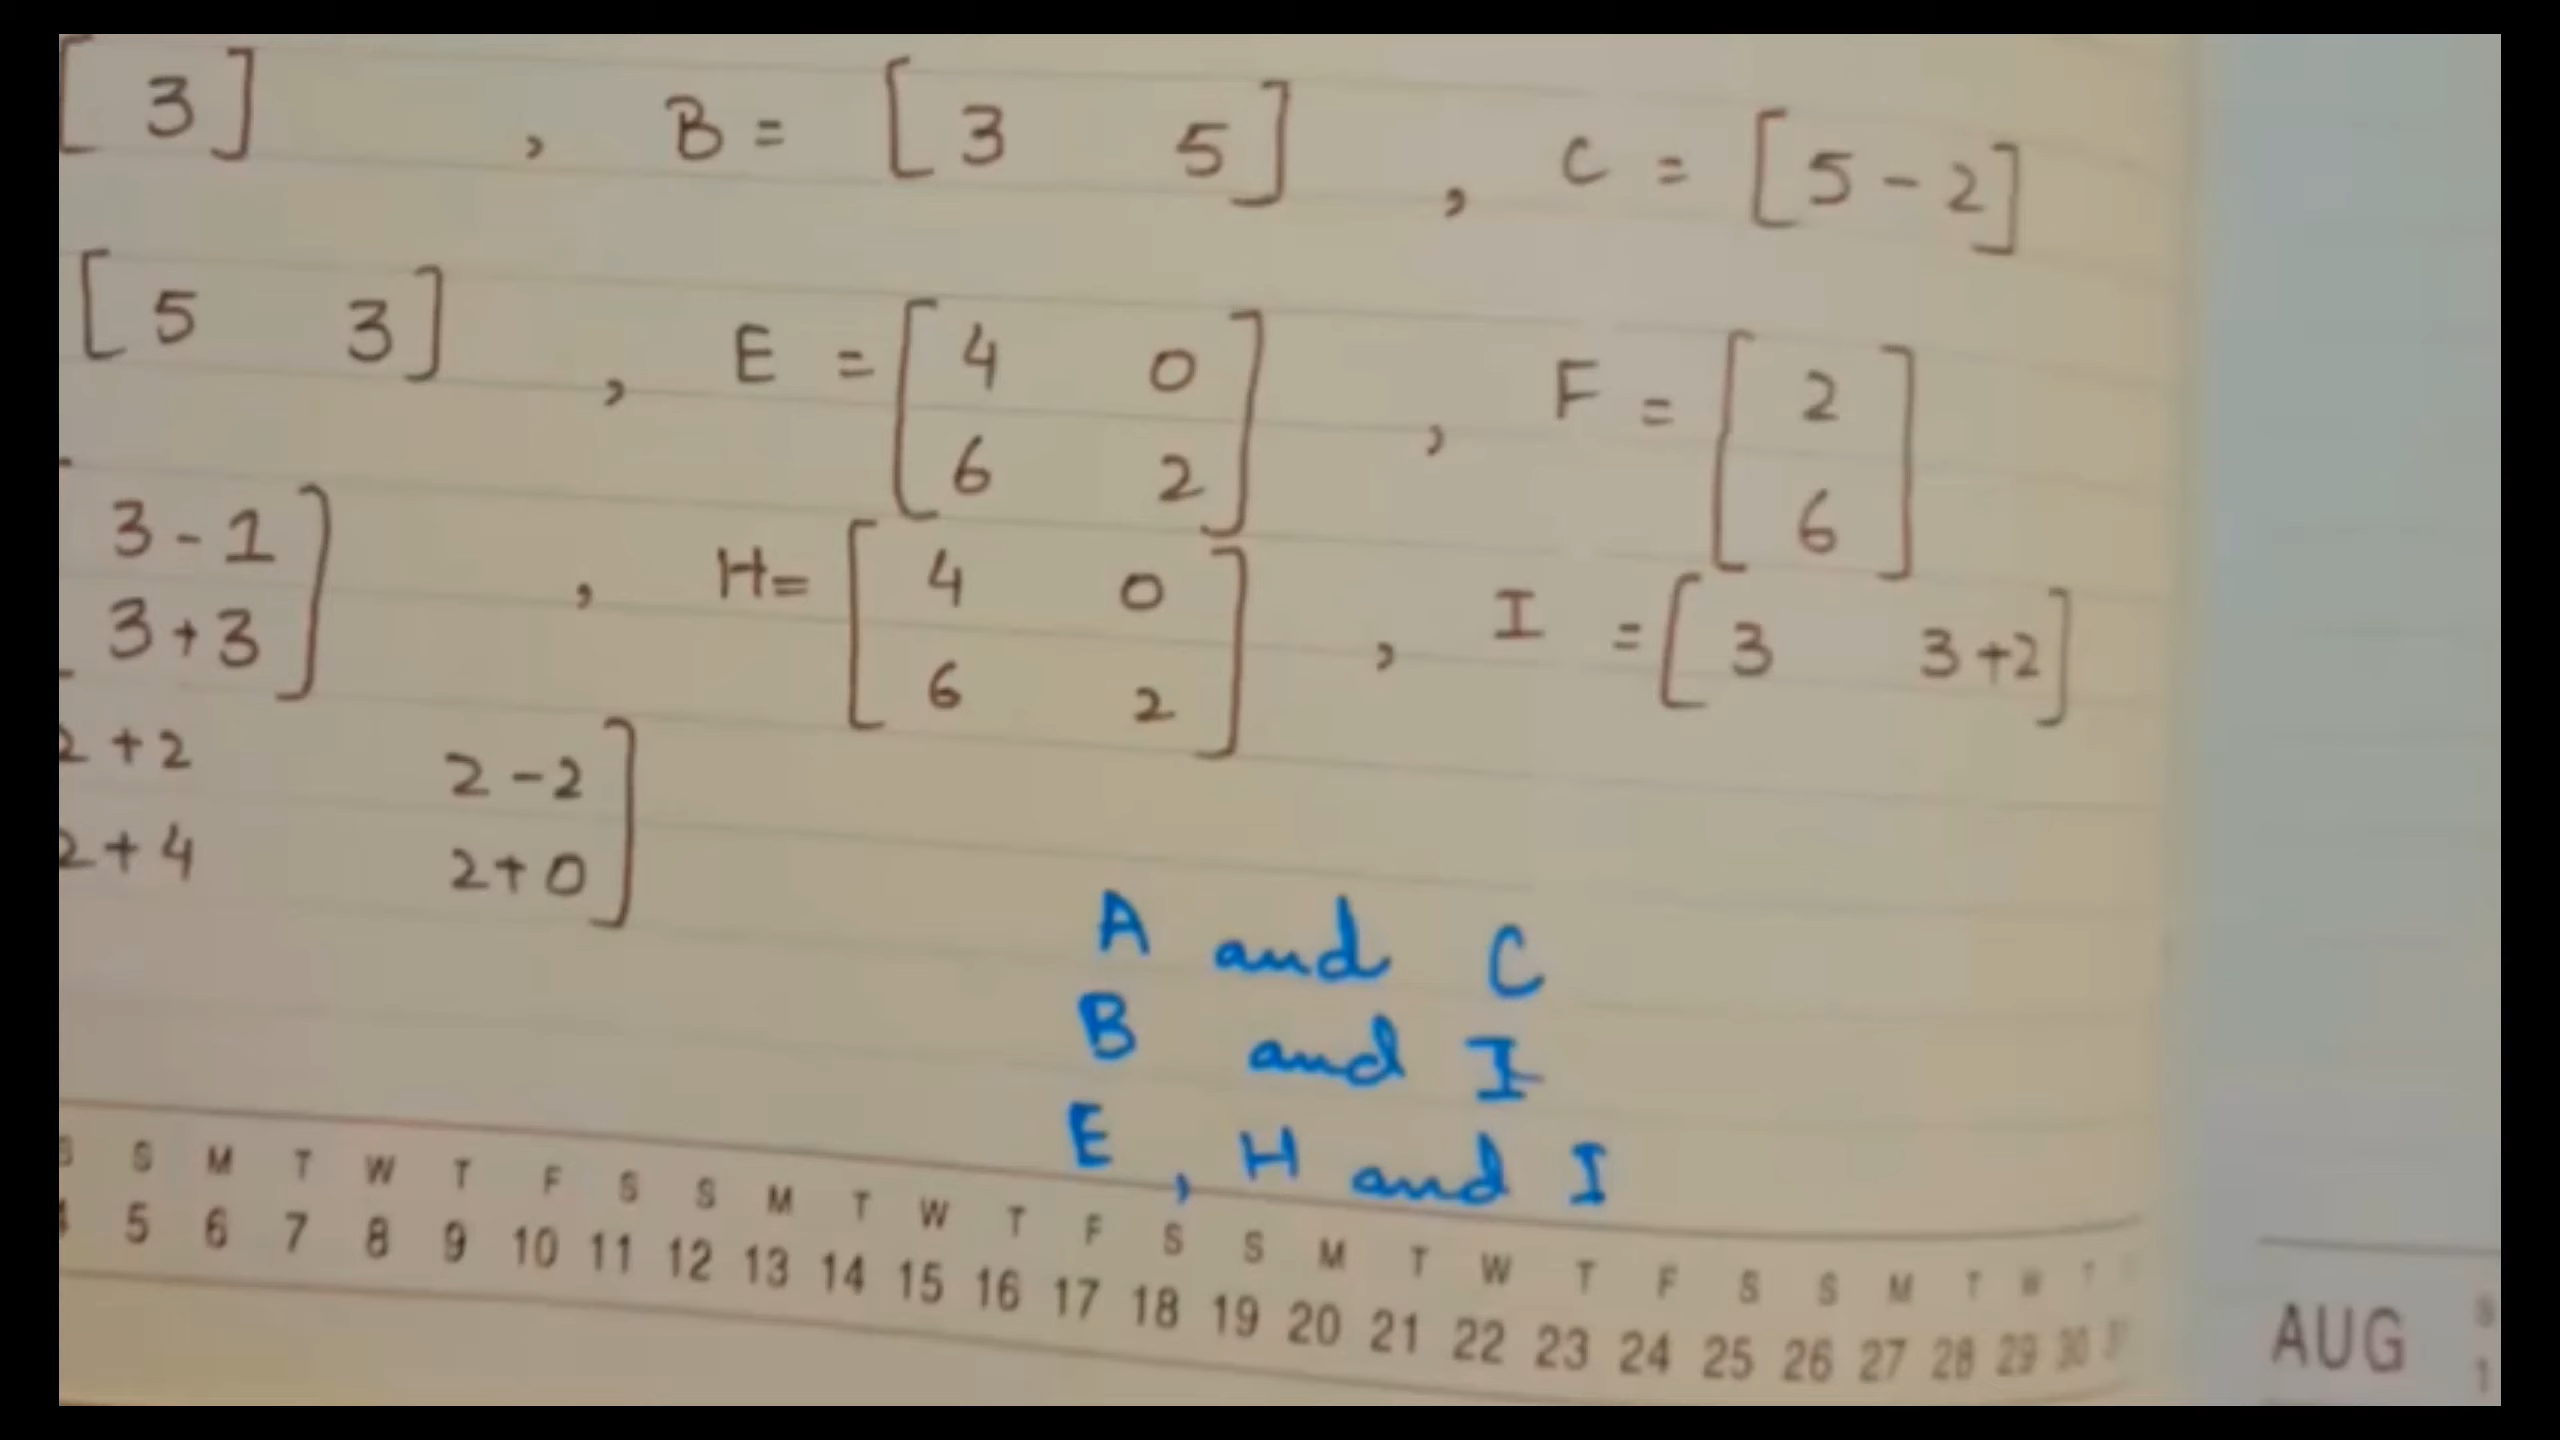 [ 3 ] , B = [ 3 5 ] , C = [ 5 - 2 ]
[ 5 3 ] , E = [ 4 0 , F = [ 2
6 2 ] 6 ]
3 - 1 , H = [ 4 0 , I = [ 3 3 + 2 ]
3 + 3 ] 6 2 ]
2 + 2 2 - 2
2 + 4 2 + 0 ]
A and C
B and I
E , H and I
S M T W T F S S M T W T F S S M T W T F S S M T W T
5 6 7 8 9 10 11 12 13 14 15 16 17 18 19 20 21 22 23 24 25 26 27 28 29 30
AUG